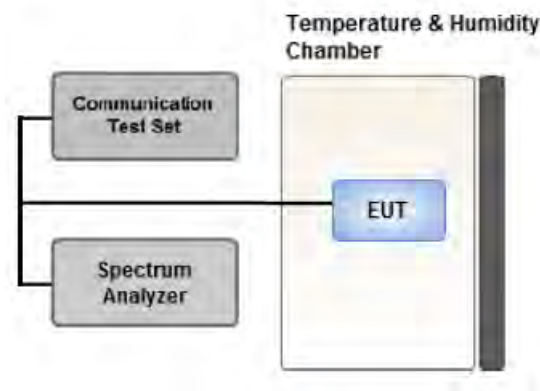 Temperature & Humidity
Chamber
Communication
Test Set
EUT
Spectrum
Analyzer